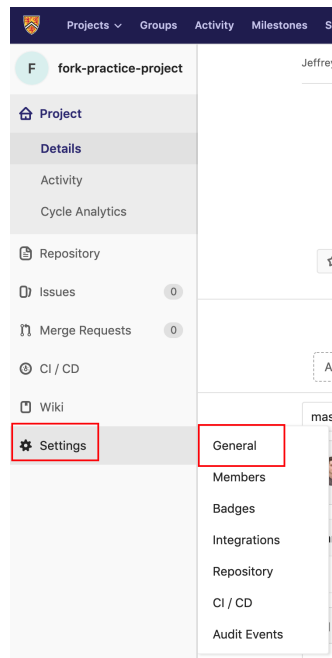 Projects Groups Activity Milestones S
F fork-practice-project
Jeffrey
Project
Details
Activity
Cycle Analytics
Repository
Issues 0
Merge Requests 0
CI / CD
Wiki
Settings
General
Members
Badges
Integrations
Repository
CI / CD
Audit Events
A
mas